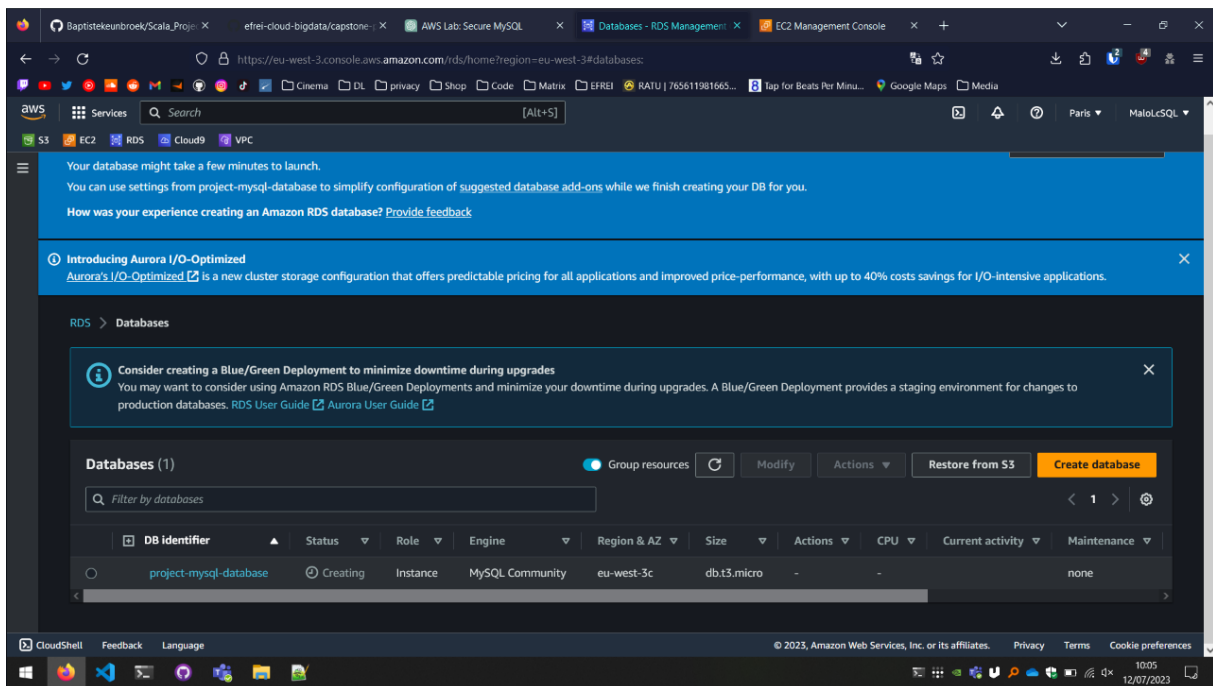 Baptistekeunbroek/Scala_Proje
efrei-cloud-bigdata/capstone-p
AWS Lab: Secure MySQL
Databases - RDS Management
EC2 Management Console
https://eu-west-3.console.aws.amazon.com/rds/home?region=eu-west-3#databases:
Cinema DL privacy Shop Code Matrix EFREI RATU | 765611981665... Tap for Beats Per Minu... Google Maps Media
aws Services Search [Alt+S] Paris MaloLcSQL
S3 EC2 RDS Cloud9 VPC
Your database might take a few minutes to launch.
You can use settings from project-mysql-database to simplify configuration of suggested database add-ons while we finish creating your DB for you.
How was your experience creating an Amazon RDS database? Provide feedback
Introducing Aurora I/O-Optimized
Aurora's I/O-Optimized is a new cluster storage configuration that offers predictable pricing for all applications and improved price-performance, with up to 40% costs savings for I/O-intensive applications.
RDS > Databases
Consider creating a Blue/Green Deployment to minimize downtime during upgrades
You may want to consider using Amazon RDS Blue/Green Deployments and minimize your downtime during upgrades. A Blue/Green Deployment provides a staging environment for changes to
production databases. RDS User Guide Aurora User Guide
Databases (1) Group resources Modify Actions Restore from S3 Create database
Filter by databases < 1 >
DB identifier Status Role Engine Region & AZ Size Actions CPU Current activity Maintenance
project-mysql-database Creating Instance MySQL Community eu-west-3c db.t3.micro - - none
CloudShell Feedback Language © 2023, Amazon Web Services, Inc. or its affiliates. Privacy Terms Cookie preferences
10:05
12/07/2023